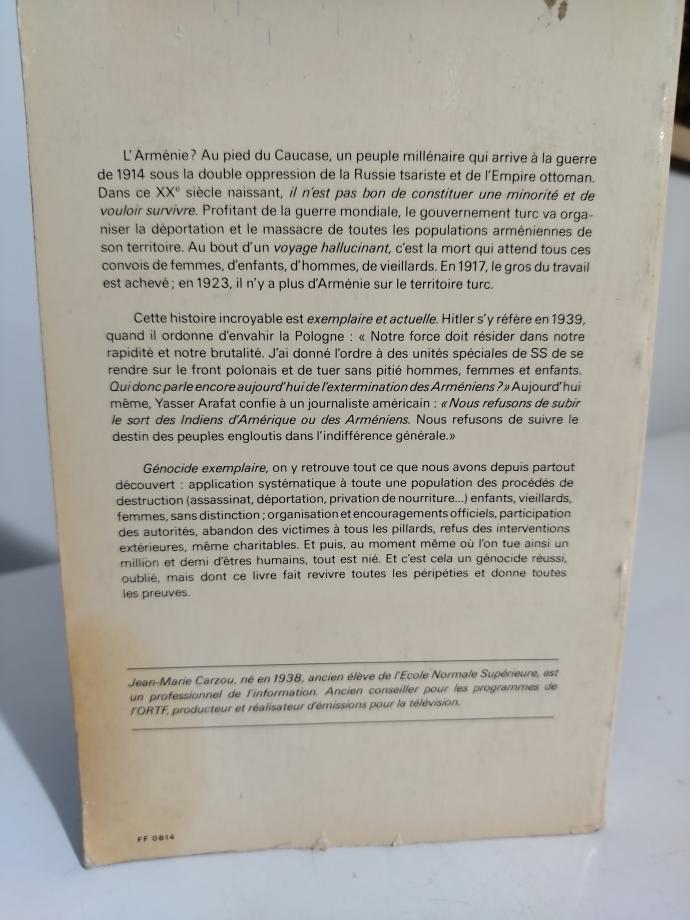 L'Arménie? Au pied du Caucase, un peuple millénaire qui arrive à la guerre
de 1914 sous la double oppression de la Russie tsariste et de l'Empire ottoman.
Dans ce XXe siècle naissant, il n'est pas bon de constituer une minorité et de
vouloir survivre. Profitant de la guerre mondiale, le gouvernement turc va orga-
niser la déportation et le massacre de toutes les populations arméniennes de
son territoire. Au bout d'un voyage hallucinant, c'est la mort qui attend tous ces
convois de femmes, d'enfants, d'hommes, de vieillards. En 1917, le gros du travail
est achevé ; en 1923, il n'y a plus d'Arménie sur le territoire turc.
Cette histoire incroyable est exemplaire et actuelle. Hitler s'y réfère en 1939,
quand il ordonne d'envahir la Pologne : « Notre force doit résider dans notre
rapidité et notre brutalité. J'ai donné l'ordre à des unités spéciales de SS de se
rendre sur le front polonais et de tuer sans pitié hommes, femmes et enfants.
Qui donc parle encore aujourd'hui de l'extermination des Arméniens ? » Aujourd'hui
même, Yasser Arafat confie à un journaliste américain : « Nous refusons de subir
le sort des Indiens d'Amérique ou des Arméniens. Nous refusons de suivre le
destin des peuples engloutis dans l'indifférence générale.»
Génocide exemplaire, on y retrouve tout ce que nous avons depuis partout
découvert : application systématique à toute une population des procédés de
destruction (assassinat, déportation, privation de nourriture...) enfants, vieillards,
femmes, sans distinction ; organisation et encouragements officiels, participation
des autorités, abandon des victimes à tous les pillards, refus des interventions
extérieures, même charitables. Et puis, au moment même où l'on tue ainsi un
million et demi d'êtres humains, tout est nié. Et c'est cela un génocide réussi,
oublié, mais dont ce livre fait revivre toutes les péripéties et donne toutes
les preuves.
Jean-Marie Carzou, né en 1938, ancien élève de l'Ecole Normale Supérieure, est
un professionnel de l'information. Ancien conseiller pour les programmes de
l'ORTF, producteur et réalisateur d'émissions pour la télévision.
FF 0814